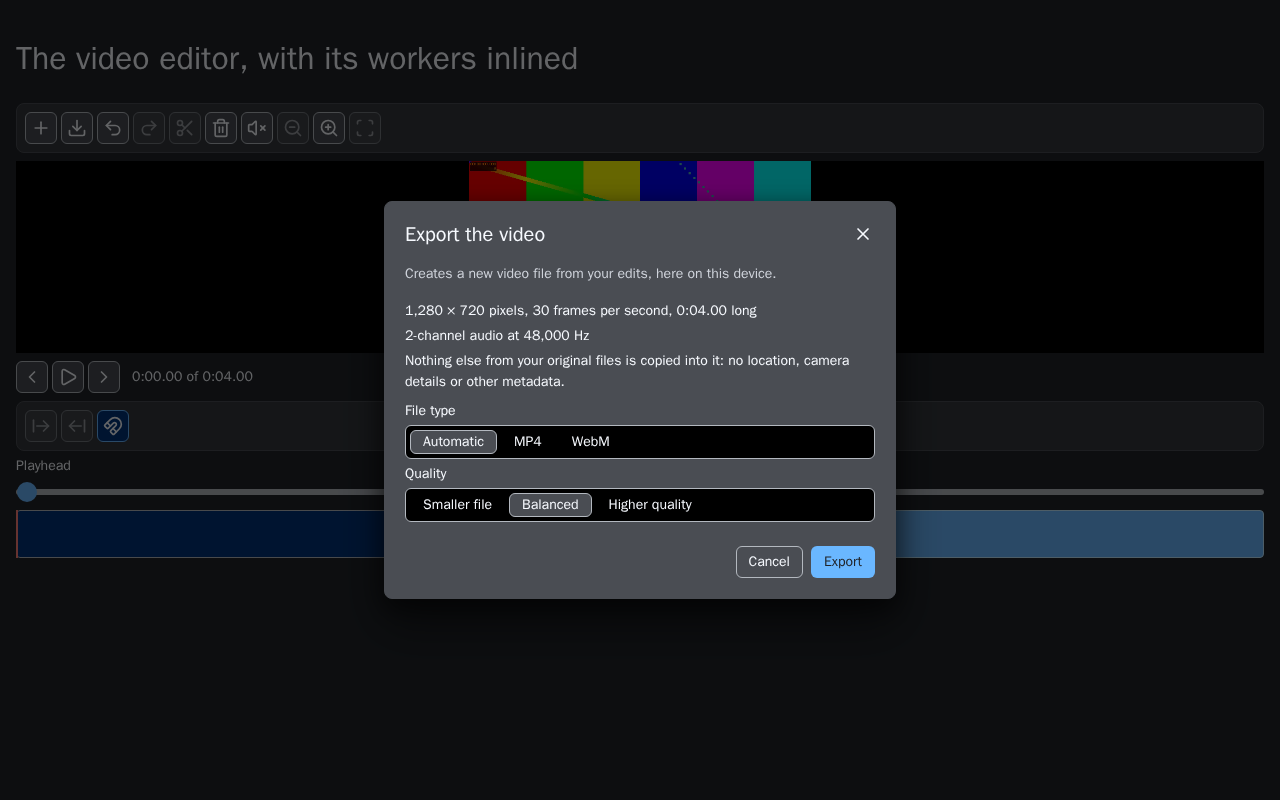 The video editor, with its workers inlined
Export the video
Creates a new video file from your edits, here on this device.
1,280 × 720 pixels, 30 frames per second, 0:04.00 long
2-channel audio at 48,000 Hz
Nothing else from your original files is copied into it: no location, camera
details or other metadata.
File type
Automatic MP4 WebM
Quality
Smaller file Balanced Higher quality
Cancel Export
0:00.00 of 0:04.00
Playhead